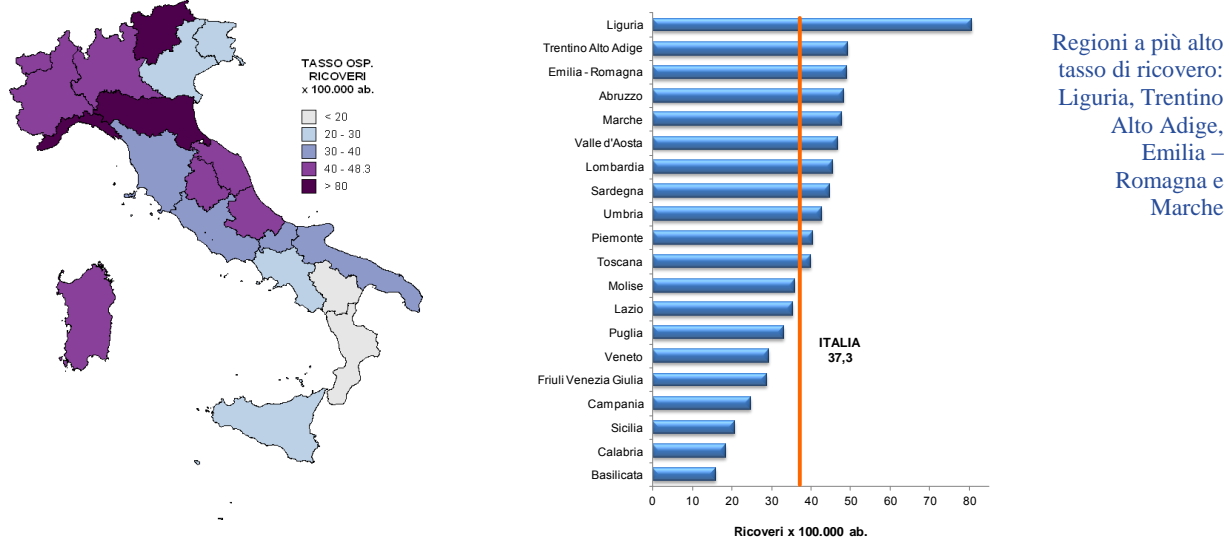 TASSO OSP.
RICOVERI
x 100.000 ab.
< 20
20 - 30
30 - 40
40 - 48.3
> 80
Liguria
Trentino Alto Adige
Emilia - Romagna
Abruzzo
Marche
Valle d'Aosta
Lombardia
Sardegna
Umbria
Piemonte
Toscana
Molise
Lazio
Puglia
Veneto
Friuli Venezia Giulia
Campania
Sicilia
Calabria
Basilicata
ITALIA
37,3
0 10 20 30 40 50 60 70 80
Ricoveri x 100.000 ab.
Regioni a più alto
tasso di ricovero:
Liguria, Trentino
Alto Adige,
Emilia –
Romagna e
Marche